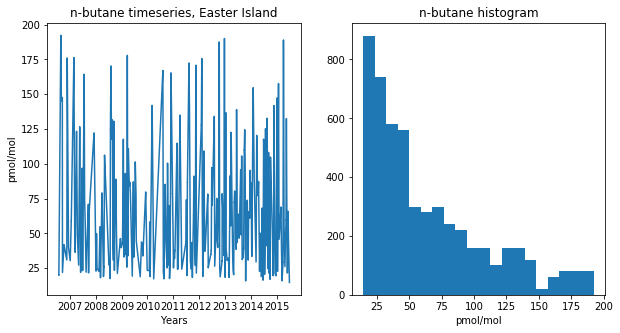 n-butane timeseries, Easter Island
200
175
150
125
100
75
50
25
pmol/mol
2007 2008 2009 2010 2011 2012 2013 2014 2015
Years
n-butane histogram
800
600
400
200
0
25 50 75 100 125 150 175 200
pmol/mol